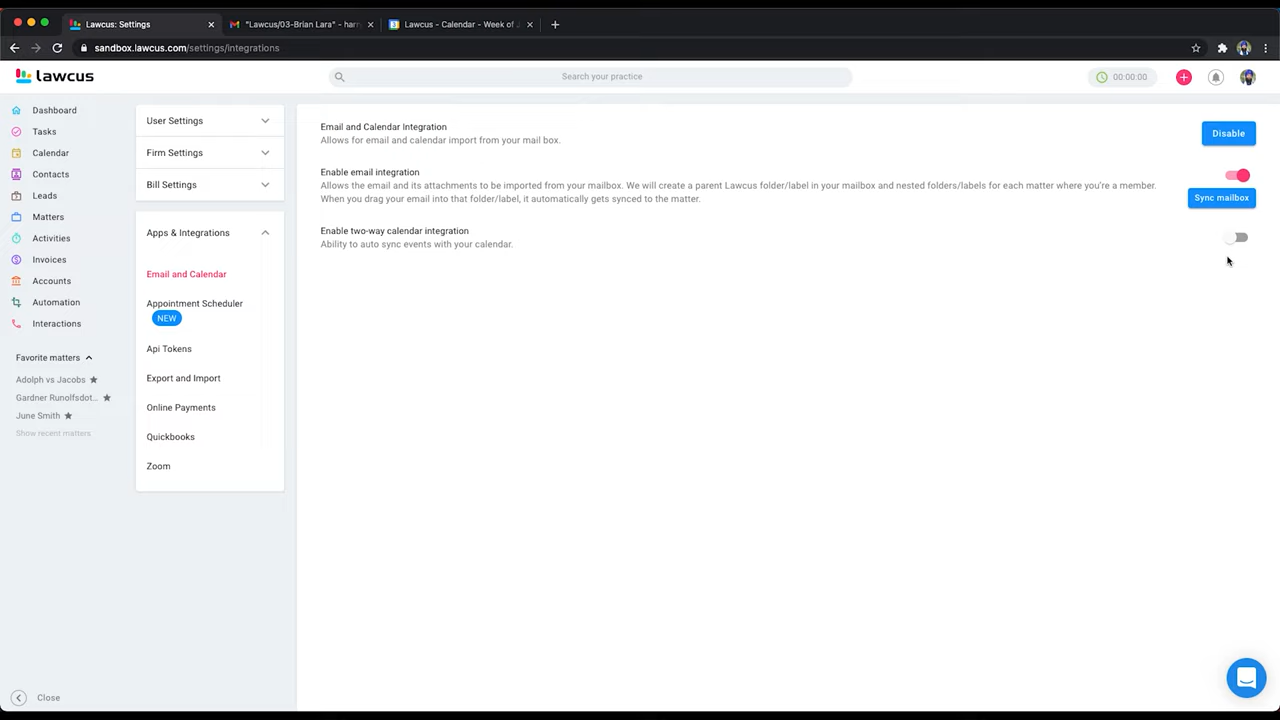 Lawcus: Settings
"Lawcus/03-Brian Lara" - harr
Lawcus - Calendar - Week of J
sandbox.lawcus.com/settings/integrations
lawcus
Search your practice
00:00:00
Dashboard
Tasks
Calendar
Contacts
Leads
Matters
Activities
Invoices
Accounts
Automation
Interactions
Favorite matters
Adolph vs Jacobs
Gardner Runolfsdot...
June Smith
Show recent matters
Close
User Settings
Firm Settings
Bill Settings
Apps & Integrations
Email and Calendar
Appointment Scheduler
NEW
Api Tokens
Export and Import
Online Payments
Quickbooks
Zoom
Email and Calendar Integration
Allows for email and calendar import from your mail box.
Disable
Enable email integration
Allows the email and its attachments to be imported from your mailbox. We will create a parent Lawcus folder/label in your mailbox and nested folders/labels for each matter where you're a member.
When you drag your email into that folder/label, it automatically gets synced to the matter.
Sync mailbox
Enable two-way calendar integration
Ability to auto sync events with your calendar.